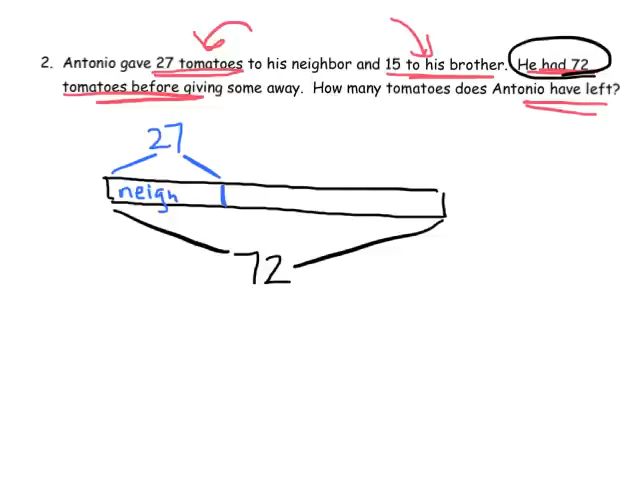 2. Antonio gave 27 tomatoes to his neighbor and 15 to his brother. He had 72
tomatoes before giving some away. How many tomatoes does Antonio have left?
27
neigh
72